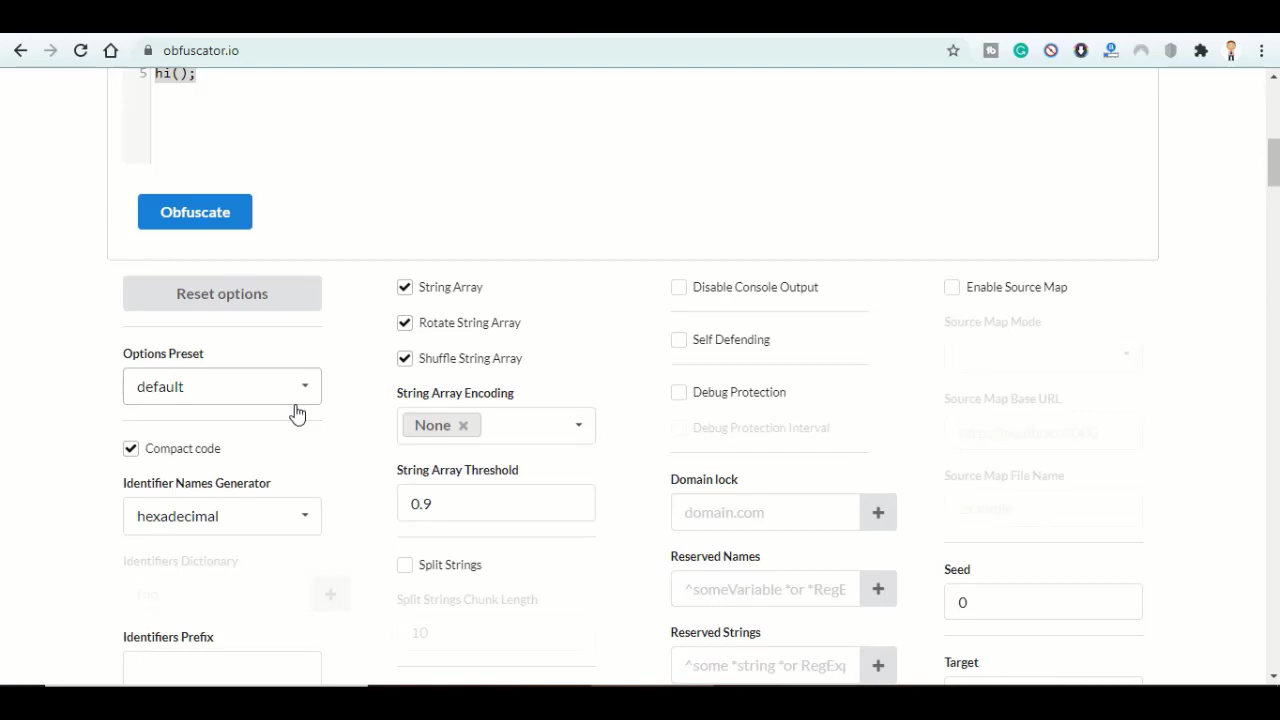 obfuscator.io
5 hi();
Obfuscate
Reset options
Options Preset
default
Compact code
Identifier Names Generator
hexadecimal
Identifiers Dictionary
foo
Identifiers Prefix
String Array
Rotate String Array
Shuffle String Array
String Array Encoding
None
String Array Threshold
0.9
Split Strings
Split Strings Chunk Length
10
Disable Console Output
Self Defending
Debug Protection
Debug Protection Interval
Domain lock
domain.com
Reserved Names
^someVariable *or *RegE
Reserved Strings
^some *string *or RegExp
Enable Source Map
Source Map Mode
Source Map Base URL
Source Map File Name
example
Seed
0
Target